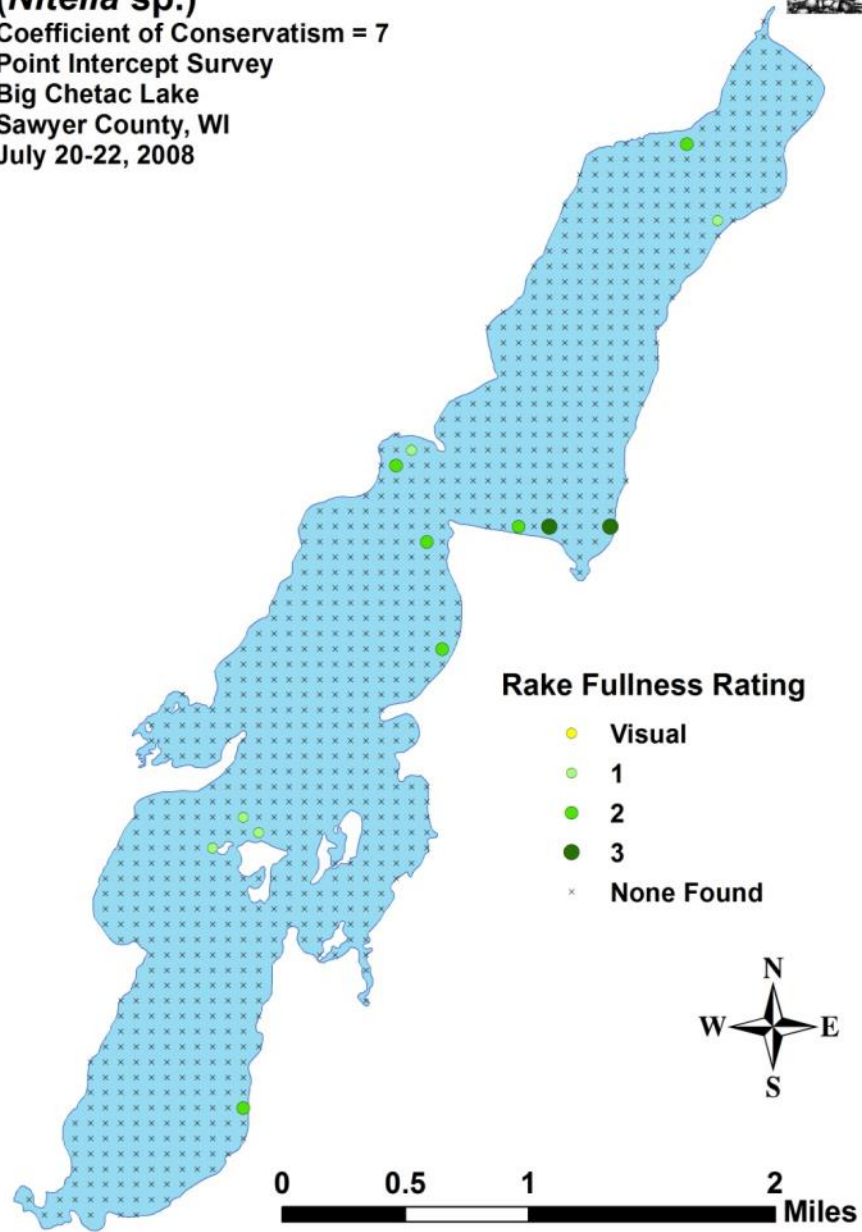 (Nitella sp.)
Coefficient of Conservatism = 7
Point Intercept Survey
Big Chetac Lake
Sawyer County, WI
July 20-22, 2008
Rake Fullness Rating
Visual
1
2
3
None Found
N
W E
S
0 0.5 1 2
Miles